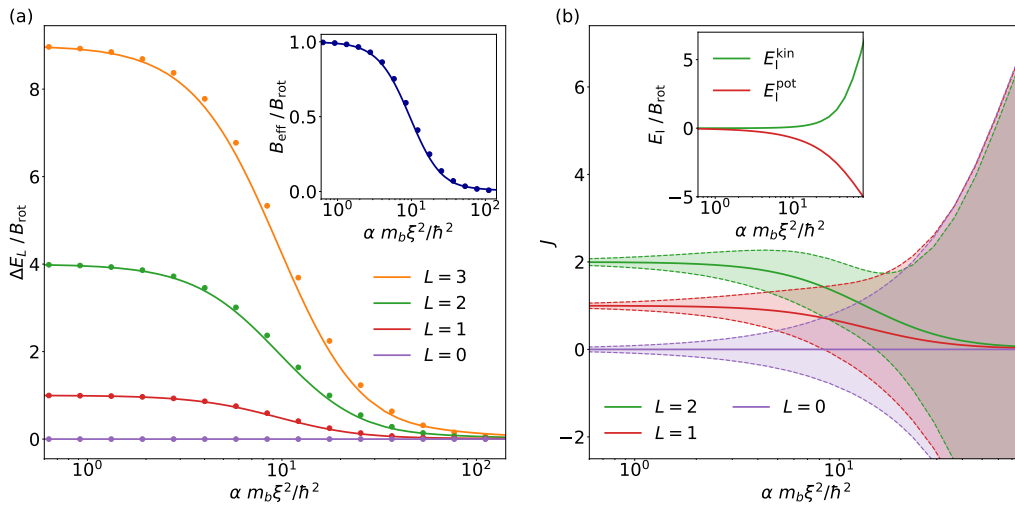 (a)
ΔE_L / B_rot
8
6
4
2
0
10^0
10^1
10^2
α m_b ξ^2/ħ^2
B_eff / B_rot
1.0
0.5
0.0
10^0
10^1
10^2
α m_b ξ^2/ħ^2
L = 3
L = 2
L = 1
L = 0
(b)
J
6
4
2
0
−2
10^0
10^1
α m_b ξ^2/ħ^2
E_I / B_rot
5
0
−5
10^0
10^1
α m_b ξ^2/ħ^2
E_I^kin
E_I^pot
L = 2
L = 1
L = 0